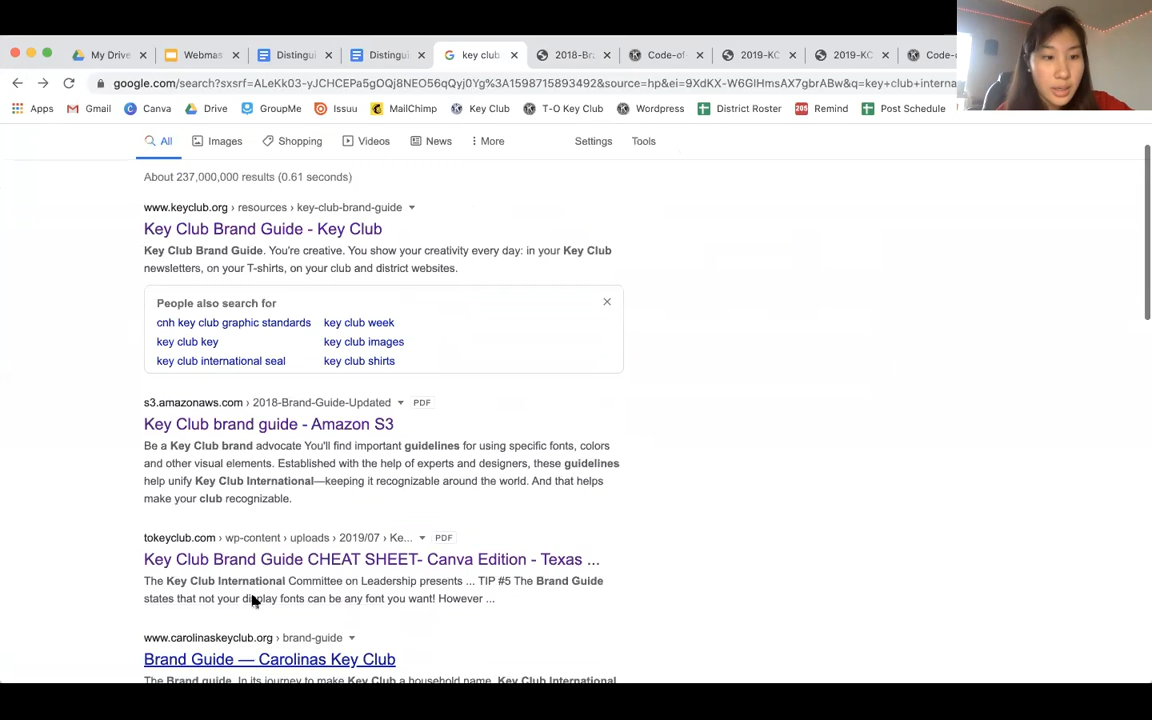 My Drive
Webmas
Distingui
Distingui
key club
2018-Br
Code-of
2019-KC
2019-KC
Code-
google.com/search?sxsrf=ALeKk03-yJCHCEPa5gDQj8NEO56qQyj0Yg%3A1598715893492&source=hp&ei=9XdKX-W6GIHmsAX7gbrABw&q=key+club+interna
Apps
Gmail
Canva
Drive
GroupMe
Issuu
MailChimp
Key Club
T-O Key Club
Wordpress
District Roster
Remind
Post Schedule
All
Images
Shopping
Videos
News
More
Settings
Tools
About 237,000,000 results (0.61 seconds)
www.keyclub.org › resources › key-club-brand-guide
Key Club Brand Guide - Key Club
Key Club Brand Guide. You're creative. You show your creativity every day: in your Key Club
newsletters, on your T-shirts, on your club and district websites.
People also search for
cnh key club graphic standards key club week
key club key key club images
key club international seal key club shirts
s3.amazonaws.com › 2018-Brand-Guide-Updated PDF
Key Club brand guide - Amazon S3
Be a Key Club brand advocate You'll find important guidelines for using specific fonts, colors
and other visual elements. Established with the help of experts and designers, these guidelines
help unify Key Club International—keeping it recognizable around the world. And that helps
make your club recognizable.
tokeyclub.com › wp-content › uploads › 2019/07 › Ke... PDF
Key Club Brand Guide CHEAT SHEET- Canva Edition - Texas ...
The Key Club International Committee on Leadership presents ... TIP #5 The Brand Guide
states that not your display fonts can be any font you want! However ...
www.carolinaskeyclub.org › brand-guide
Brand Guide — Carolinas Key Club
The Brand guide. In its journey to make Key Club a household name, Key Club International